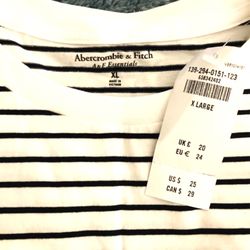 Abercrombie & Fitch
A&F Essentials
XL
MADE IN
VIETNAM
139-294-0151-123
X LARGE
UK £ 20
EU € 24
US $ 25
CAN $ 29